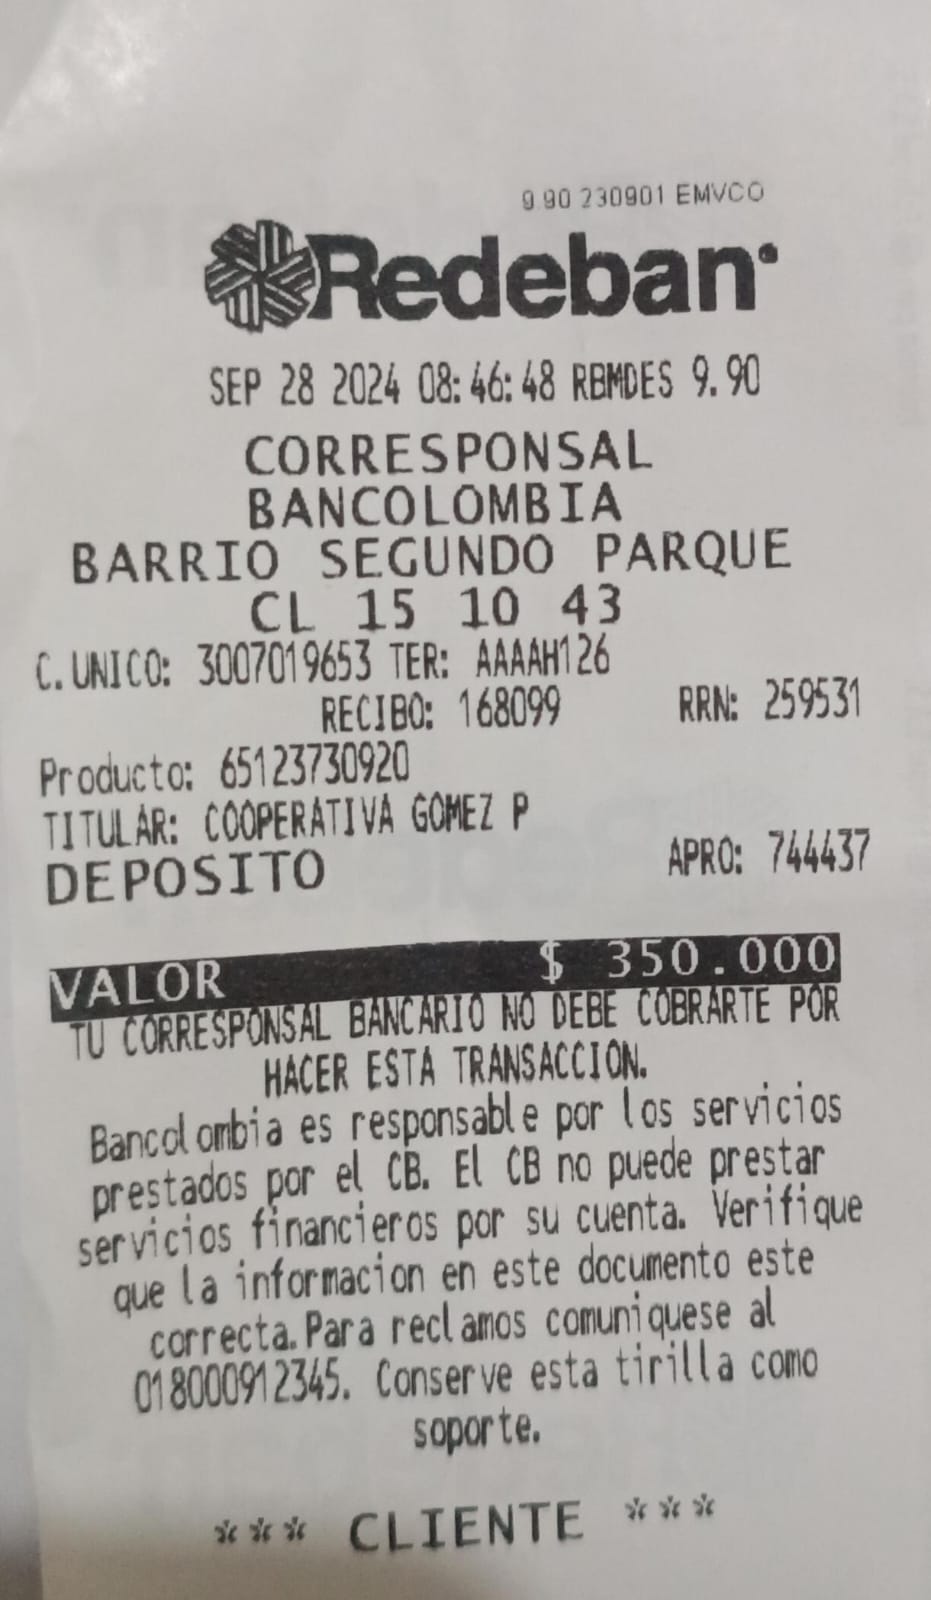 9.90 230901 EMVCO
Redeban
SEP 28 2024 08:46:48 RBMDES 9.90
CORRESPONSAL
BANCOLOMBIA
BARRIO SEGUNDO PARQUE
CL 15 10 43
C.UNICO: 3007019653 TER: AAAAH126
RECIBO: 168099 RRN: 259531
Producto: 65123730920
TITULAR: COOPERATIVA GOMEZ P
DEPOSITO APRO: 744437
VALOR $ 350.000
TU CORRESPONSAL BANCARIO NO DEBE COBRARTE POR
HACER ESTA TRANSACCION.
Bancolombia es responsable por los servicios
prestados por el CB. El CB no puede prestar
servicios financieros por su cuenta. Verifique
que la informacion en este documento este
correcta.Para reclamos comuniquese al
018000912345. Conserve esta tirilla como
soporte.
*** CLIENTE ***